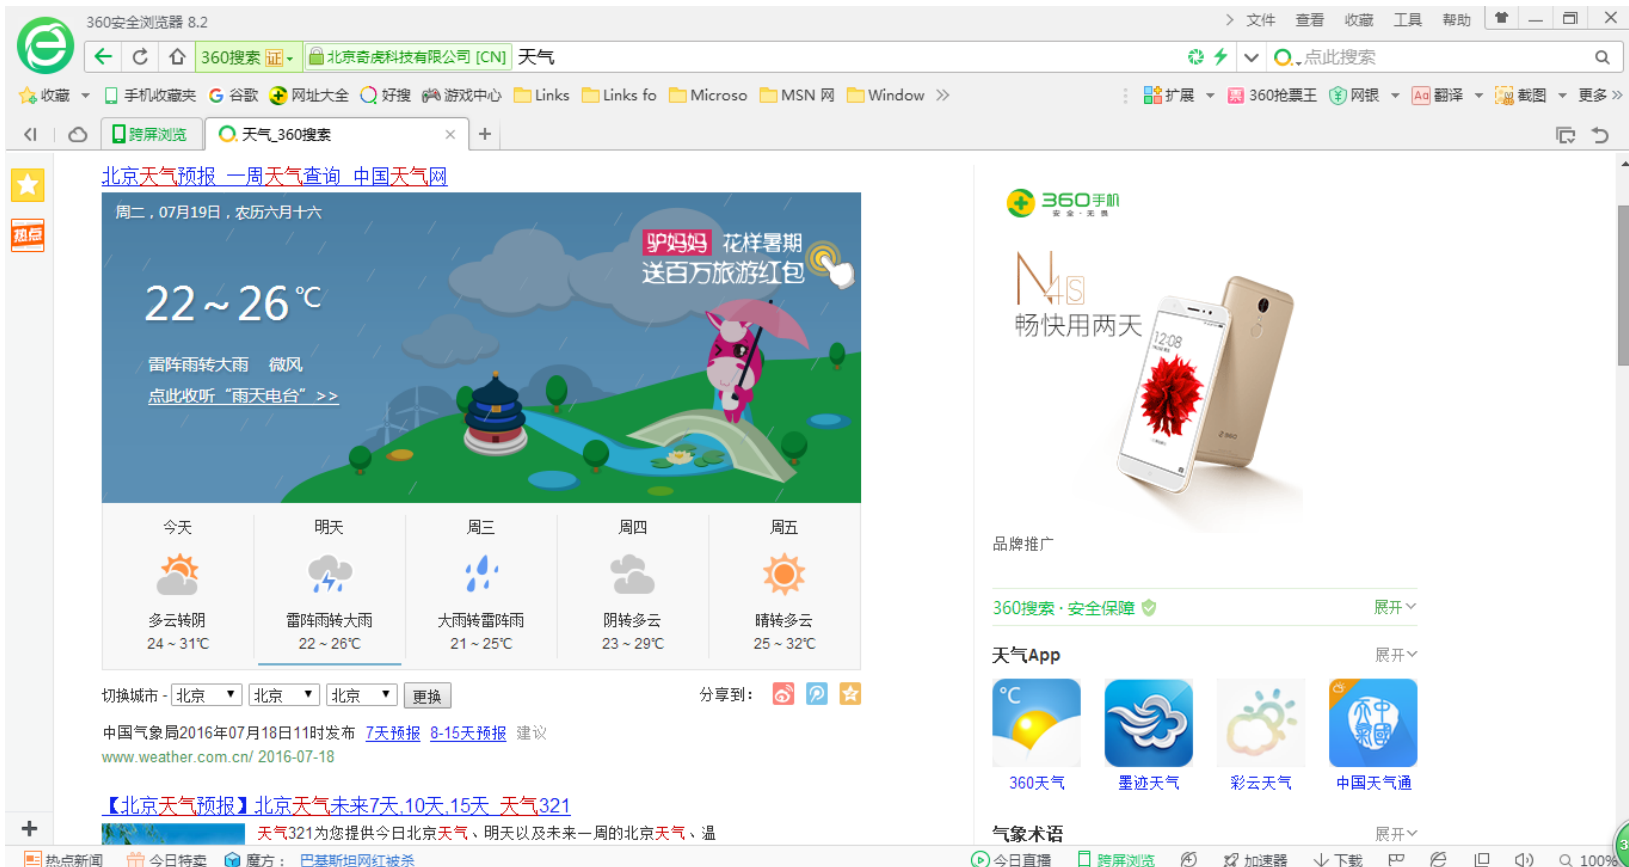 360安全浏览器 8.2
文件 查看 收藏 工具 帮助
360搜索 证 北京奇虎科技有限公司 [CN] 天气 点此搜索
收藏 手机收藏夹 谷歌 网址大全 好搜 游戏中心 Links Links fo Microso MSN 网 Window 扩展 360抢票王 网银 翻译 截图 更多
跨屏浏览 天气_360搜索
北京天气预报_一周天气查询_中国天气网
热点
周二，07月19日，农历六月十六
驴妈妈 花样暑期
送百万旅游红包
22～26℃
雷阵雨转大雨 微风
点此收听“雨天电台”>>
今天 明天 周三 周四 周五
多云转阴 雷阵雨转大雨 大雨转雷阵雨 阴转多云 晴转多云
24～31℃ 22～26℃ 21～25℃ 23～29℃ 25～32℃
切换城市 - 北京 北京 北京 更换 分享到：
中国气象局2016年07月18日11时发布 7天预报 8-15天预报 建议
www.weather.com.cn/ 2016-07-18
【北京天气预报】北京天气未来7天,10天,15天_天气321
天气321为您提供今日北京天气、明天以及未来一周的北京天气、温
360手机
安全·无畏
N4S
畅快用两天
12:08
360
品牌推广
360搜索·安全保障 展开
天气App 展开
℃
中国天气
360天气 墨迹天气 彩云天气 中国天气通
气象术语 展开
热点新闻 今日特卖 魔方： 巴基斯坦网红被杀 今日直播 跨屏浏览 加速器 下载 100%